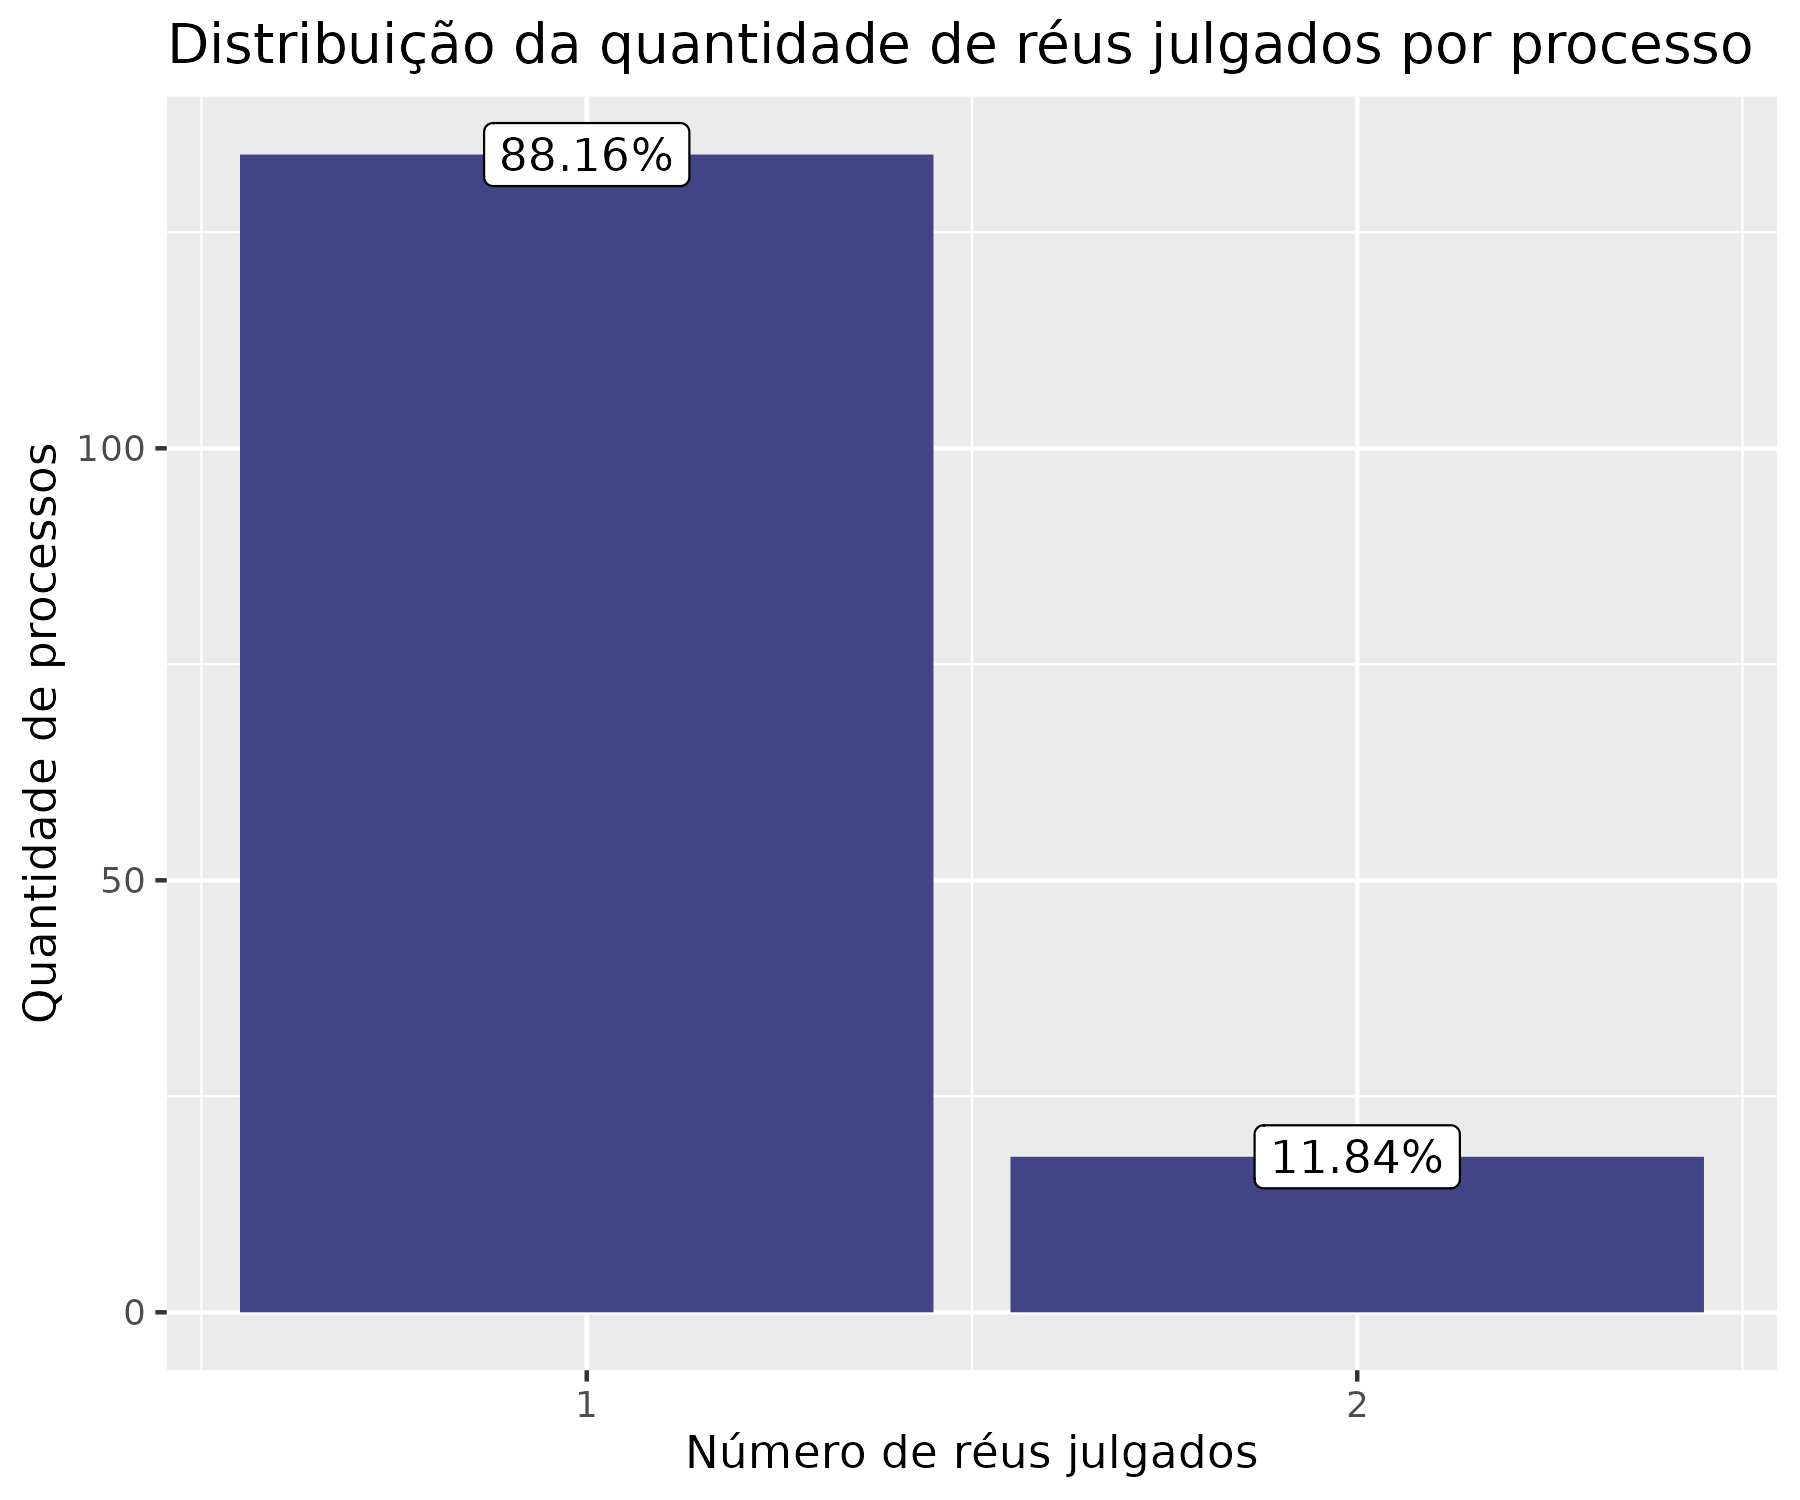 Distribuição da quantidade de réus julgados por processo
88.16%
11.84%
Quantidade de processos
100
50
0
1
2
Número de réus julgados